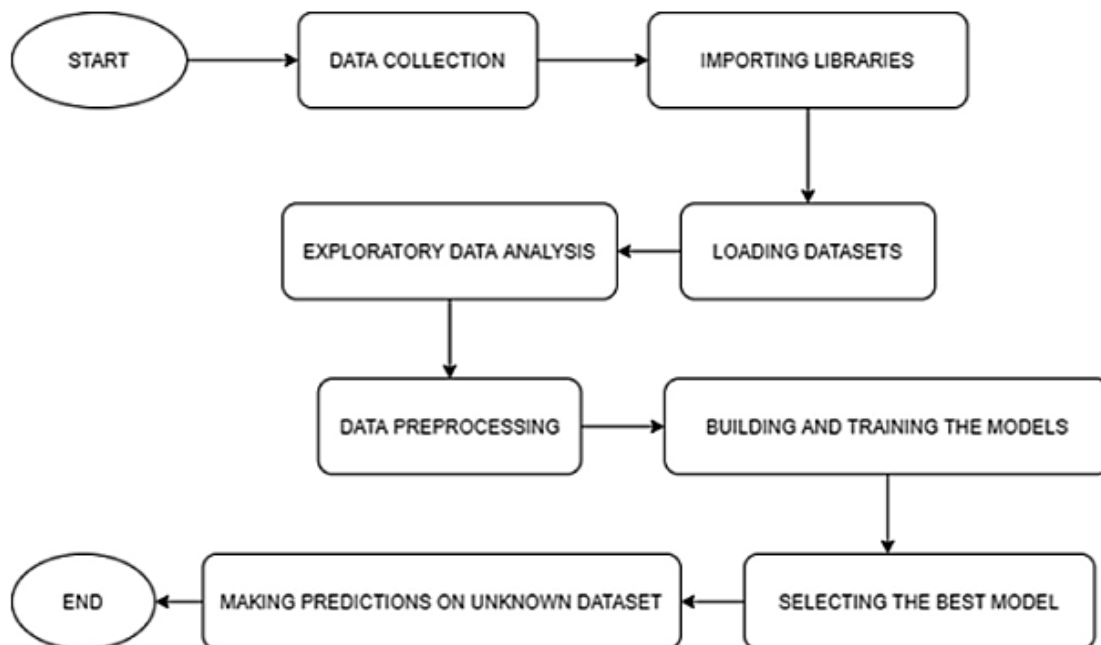 START
DATA COLLECTION
IMPORTING LIBRARIES
LOADING DATASETS
EXPLORATORY DATA ANALYSIS
DATA PREPROCESSING
BUILDING AND TRAINING THE MODELS
SELECTING THE BEST MODEL
MAKING PREDICTIONS ON UNKNOWN DATASET
END